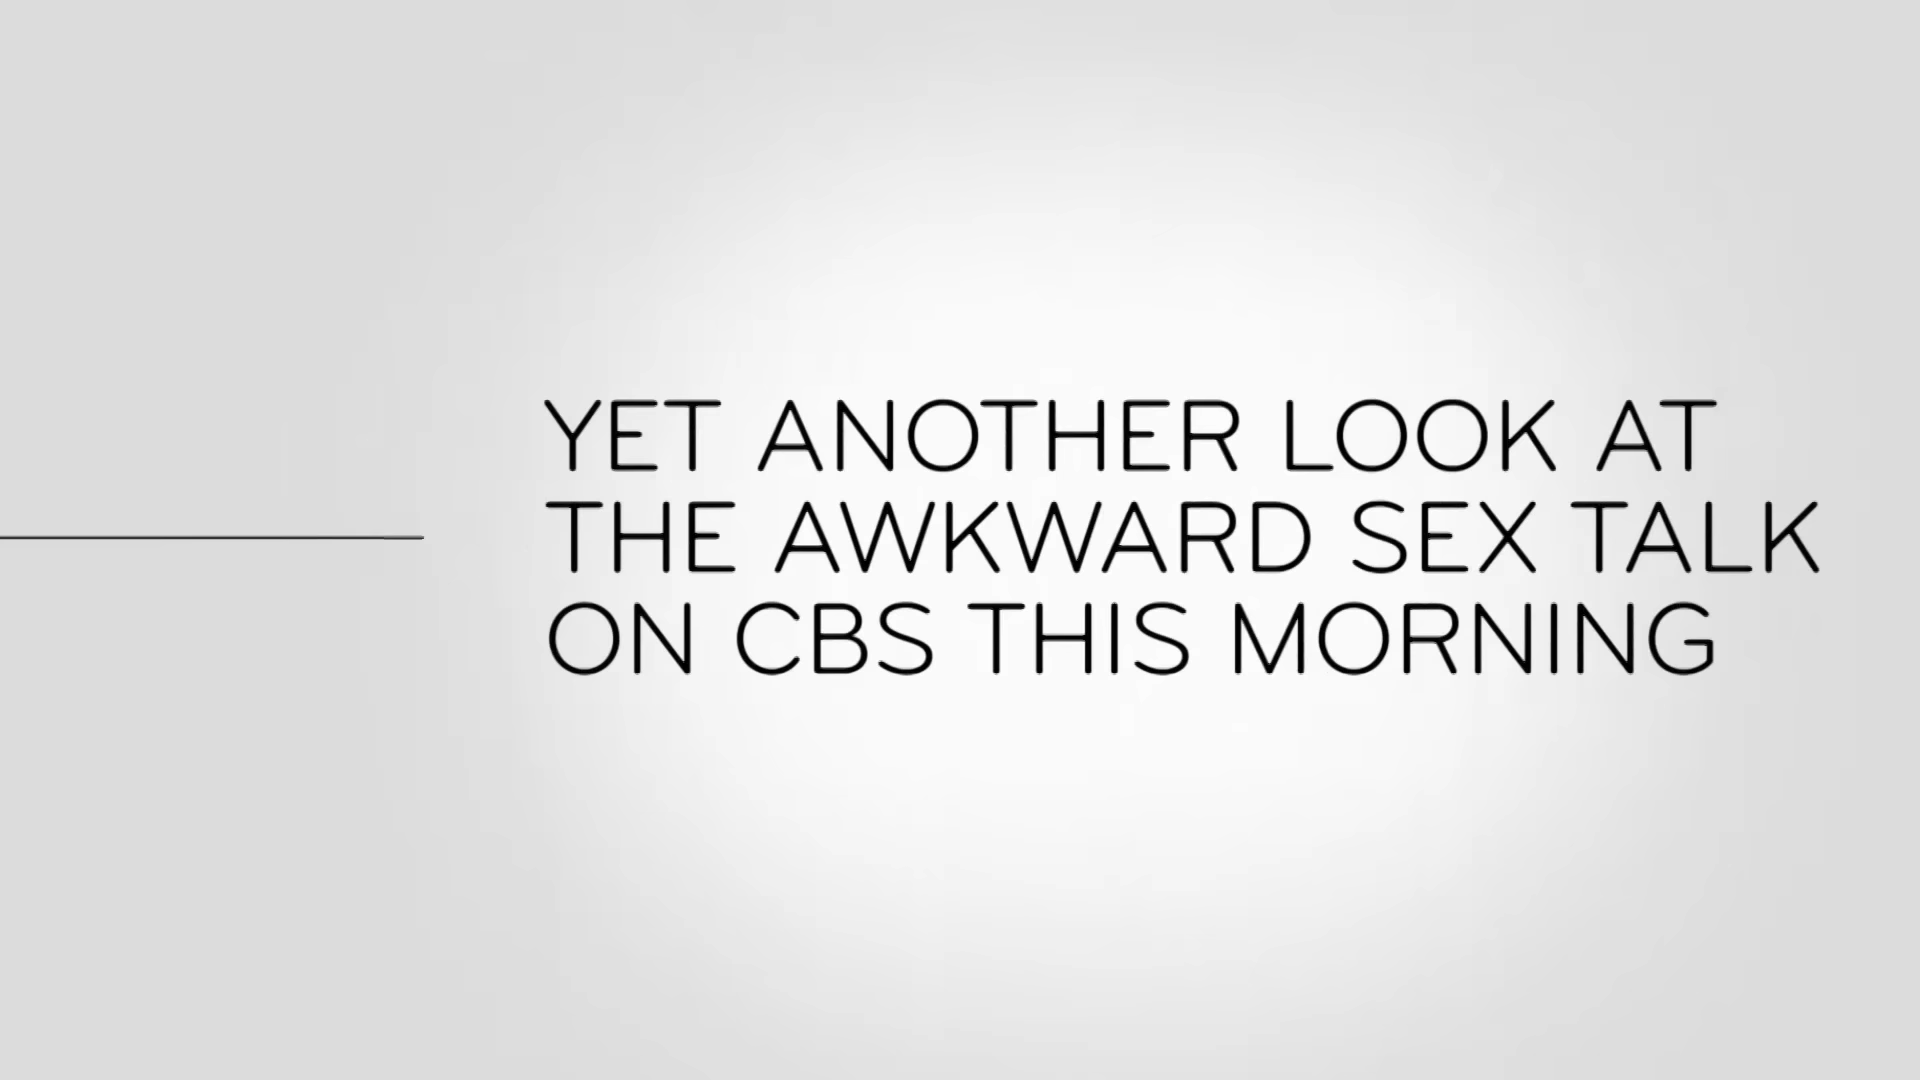 YET ANOTHER LOOK AT
THE AWKWARD SEX TALK
ON CBS THIS MORNING